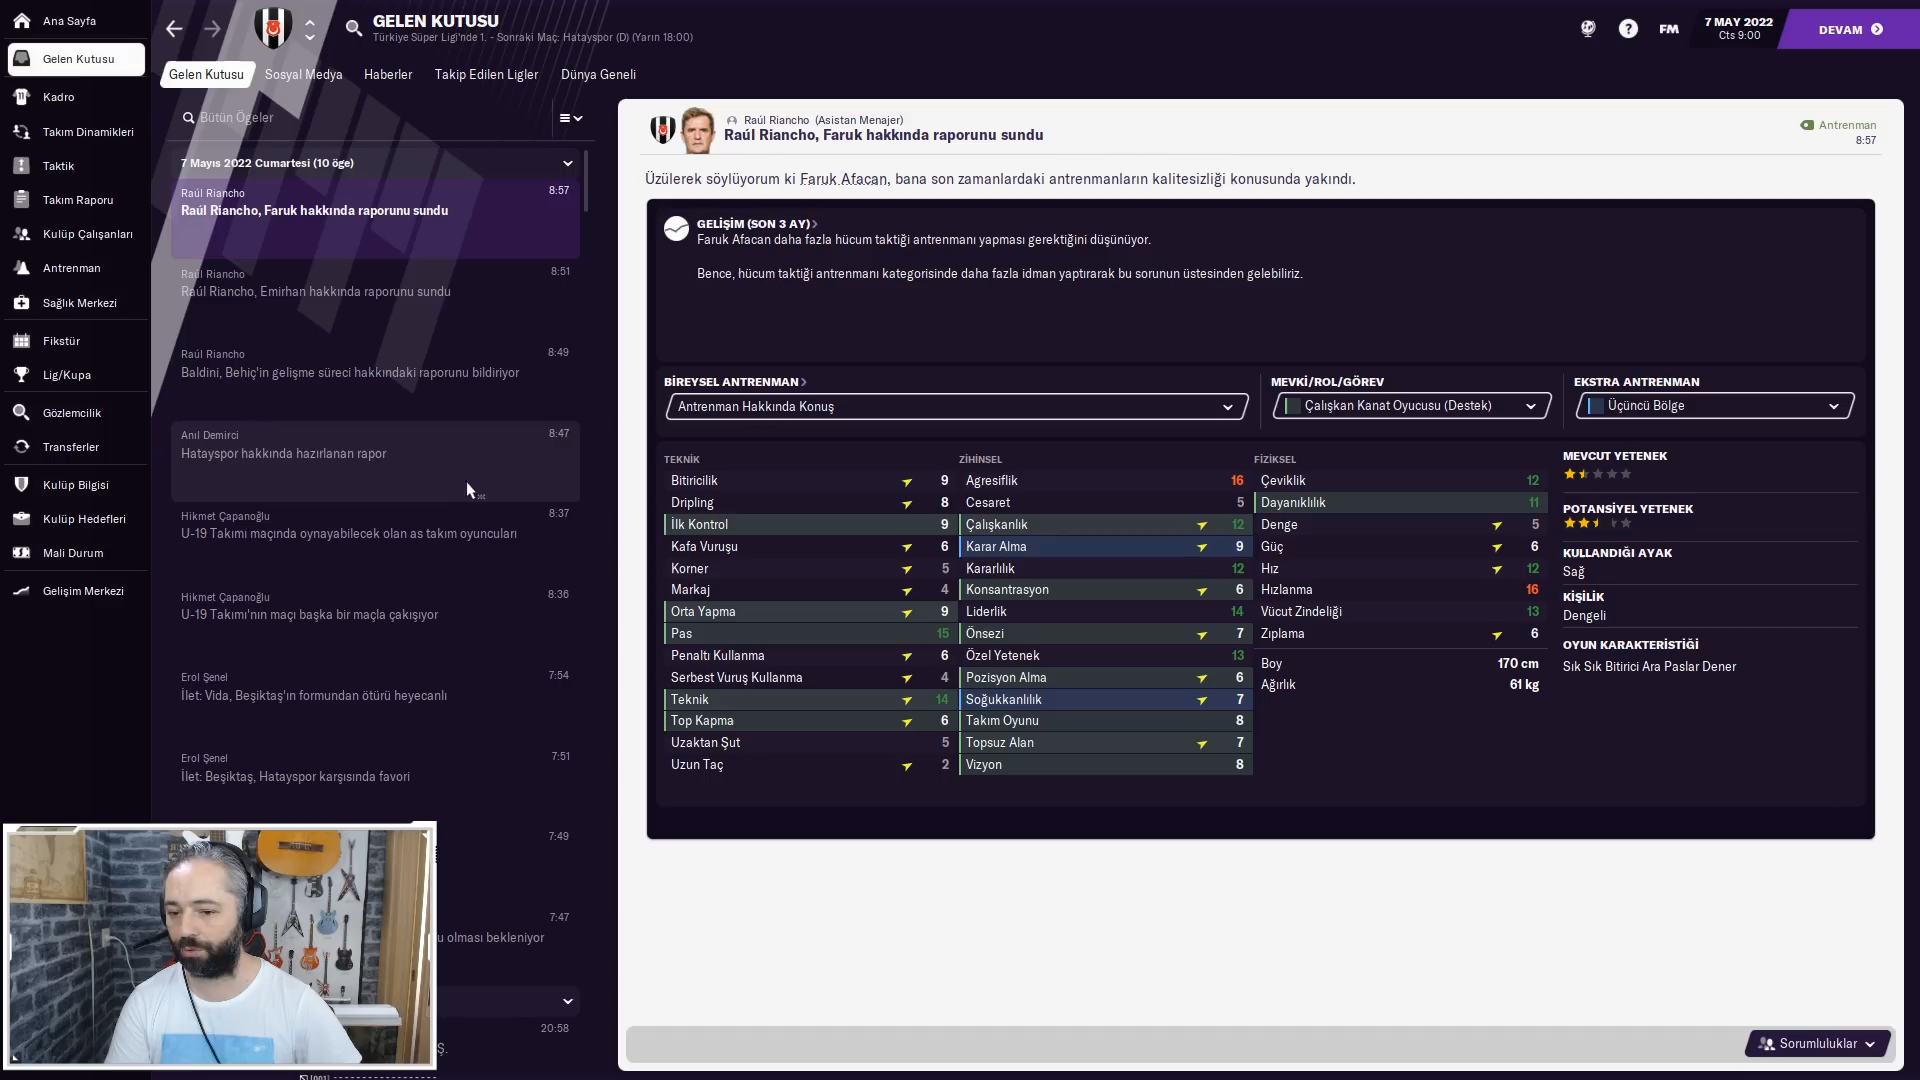 Ana Sayfa
Gelen Kutusu
Kadro
Takım Dinamikleri
Taktik
Takım Raporu
Kulüp Çalışanları
Antrenman
Sağlık Merkezi
Fikstür
Lig/Kupa
Gözlemcilik
Transferler
Kulüp Bilgisi
Kulüp Hedefleri
Mali Durum
Gelişim Merkezi
GELEN KUTUSU
Türkiye Süper Ligi'nde 1. - Sonraki Maç: Hatayspor (D) (Yarın 18:00)
FM
7 MAY 2022
Cts 9:00
DEVAM
Gelen Kutusu Sosyal Medya Haberler Takip Edilen Ligler Dünya Geneli
Bütün Ögeler
7 Mayıs 2022 Cumartesi (10 öge)
Raúl Riancho 8:57
Raúl Riancho, Faruk hakkında raporunu sundu
Raúl Riancho 8:51
Raúl Riancho, Emirhan hakkında raporunu sundu
Raúl Riancho 8:49
Baldini, Behiç'in gelişme süreci hakkındaki raporunu bildiriyor
Anıl Demirci 8:47
Hatayspor hakkında hazırlanan rapor
Hikmet Çapanoğlu 8:37
U-19 Takımı maçında oynayabilecek olan as takım oyuncuları
Hikmet Çapanoğlu 8:36
U-19 Takımı'nın maçı başka bir maçla çakışıyor
Erol Şenel 7:54
İlet: Vida, Beşiktaş'ın formundan ötürü heyecanlı
Erol Şenel 7:51
İlet: Beşiktaş, Hatayspor karşısında favori
7:49
7:47
u olması bekleniyor
20:58
Ş.
Raúl Riancho (Asistan Menajer)
Raúl Riancho, Faruk hakkında raporunu sundu
Antrenman
8:57
Üzülerek söylüyorum ki Faruk Afacan, bana son zamanlardaki antrenmanların kalitesizliği konusunda yakındı.
GELİŞİM (SON 3 AY)
Faruk Afacan daha fazla hücum taktiği antrenmanı yapması gerektiğini düşünüyor.
Bence, hücum taktiği antrenmanı kategorisinde daha fazla idman yaptırarak bu sorunun üstesinden gelebiliriz.
BİREYSEL ANTRENMAN
Antrenman Hakkında Konuş
MEVKİ/ROL/GÖREV
Çalışkan Kanat Oyucusu (Destek)
EKSTRA ANTRENMAN
Üçüncü Bölge
TEKNİK
Bitiricilik 9
Dripling 8
İlk Kontrol 9
Kafa Vuruşu 6
Korner 5
Markaj 4
Orta Yapma 9
Pas 15
Penaltı Kullanma 6
Serbest Vuruş Kullanma 4
Teknik 14
Top Kapma 6
Uzaktan Şut 5
Uzun Taç 2
ZİHİNSEL
Agresiflik 16
Cesaret 5
Çalışkanlık 12
Karar Alma 9
Kararlılık 12
Konsantrasyon 6
Liderlik 14
Önsezi 7
Özel Yetenek 13
Pozisyon Alma 6
Soğukkanlılık 7
Takım Oyunu 8
Topsuz Alan 7
Vizyon 8
FİZİKSEL
Çeviklik 12
Dayanıklılık 11
Denge 5
Güç 6
Hız 12
Hızlanma 16
Vücut Zindeliği 13
Zıplama 6
Boy 170 cm
Ağırlık 61 kg
MEVCUT YETENEK
POTANSİYEL YETENEK
KULLANDIĞI AYAK
Sağ
KİŞİLİK
Dengeli
OYUN KARAKTERİSTİĞİ
Sık Sık Bitirici Ara Paslar Dener
Sorumluluklar